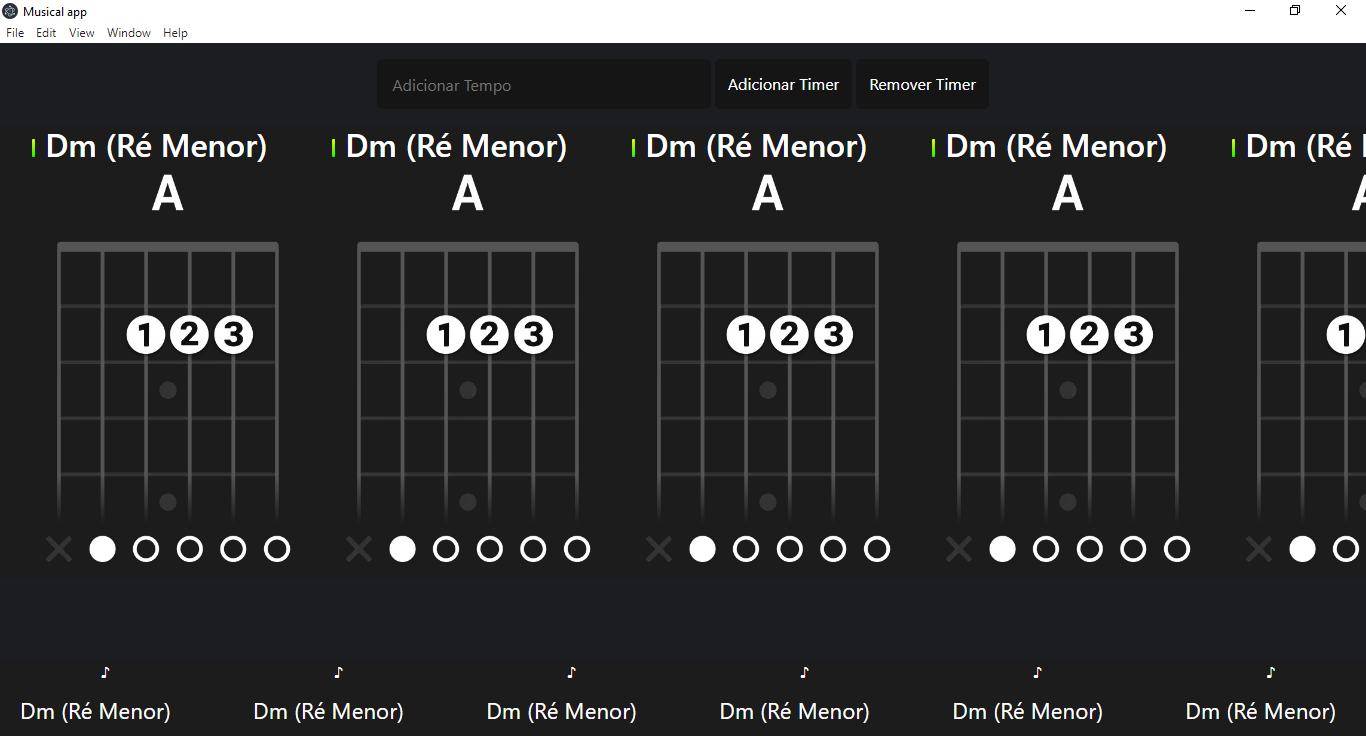 Musical app
File Edit View Window Help
Adicionar Tempo Adicionar Timer Remover Timer
Dm (Ré Menor) Dm (Ré Menor) Dm (Ré Menor) Dm (Ré Menor) Dm (Ré
A A A A A
1 2 3 1 2 3 1 2 3 1 2 3 1
Dm (Ré Menor) Dm (Ré Menor) Dm (Ré Menor) Dm (Ré Menor) Dm (Ré Menor) Dm (Ré Menor)